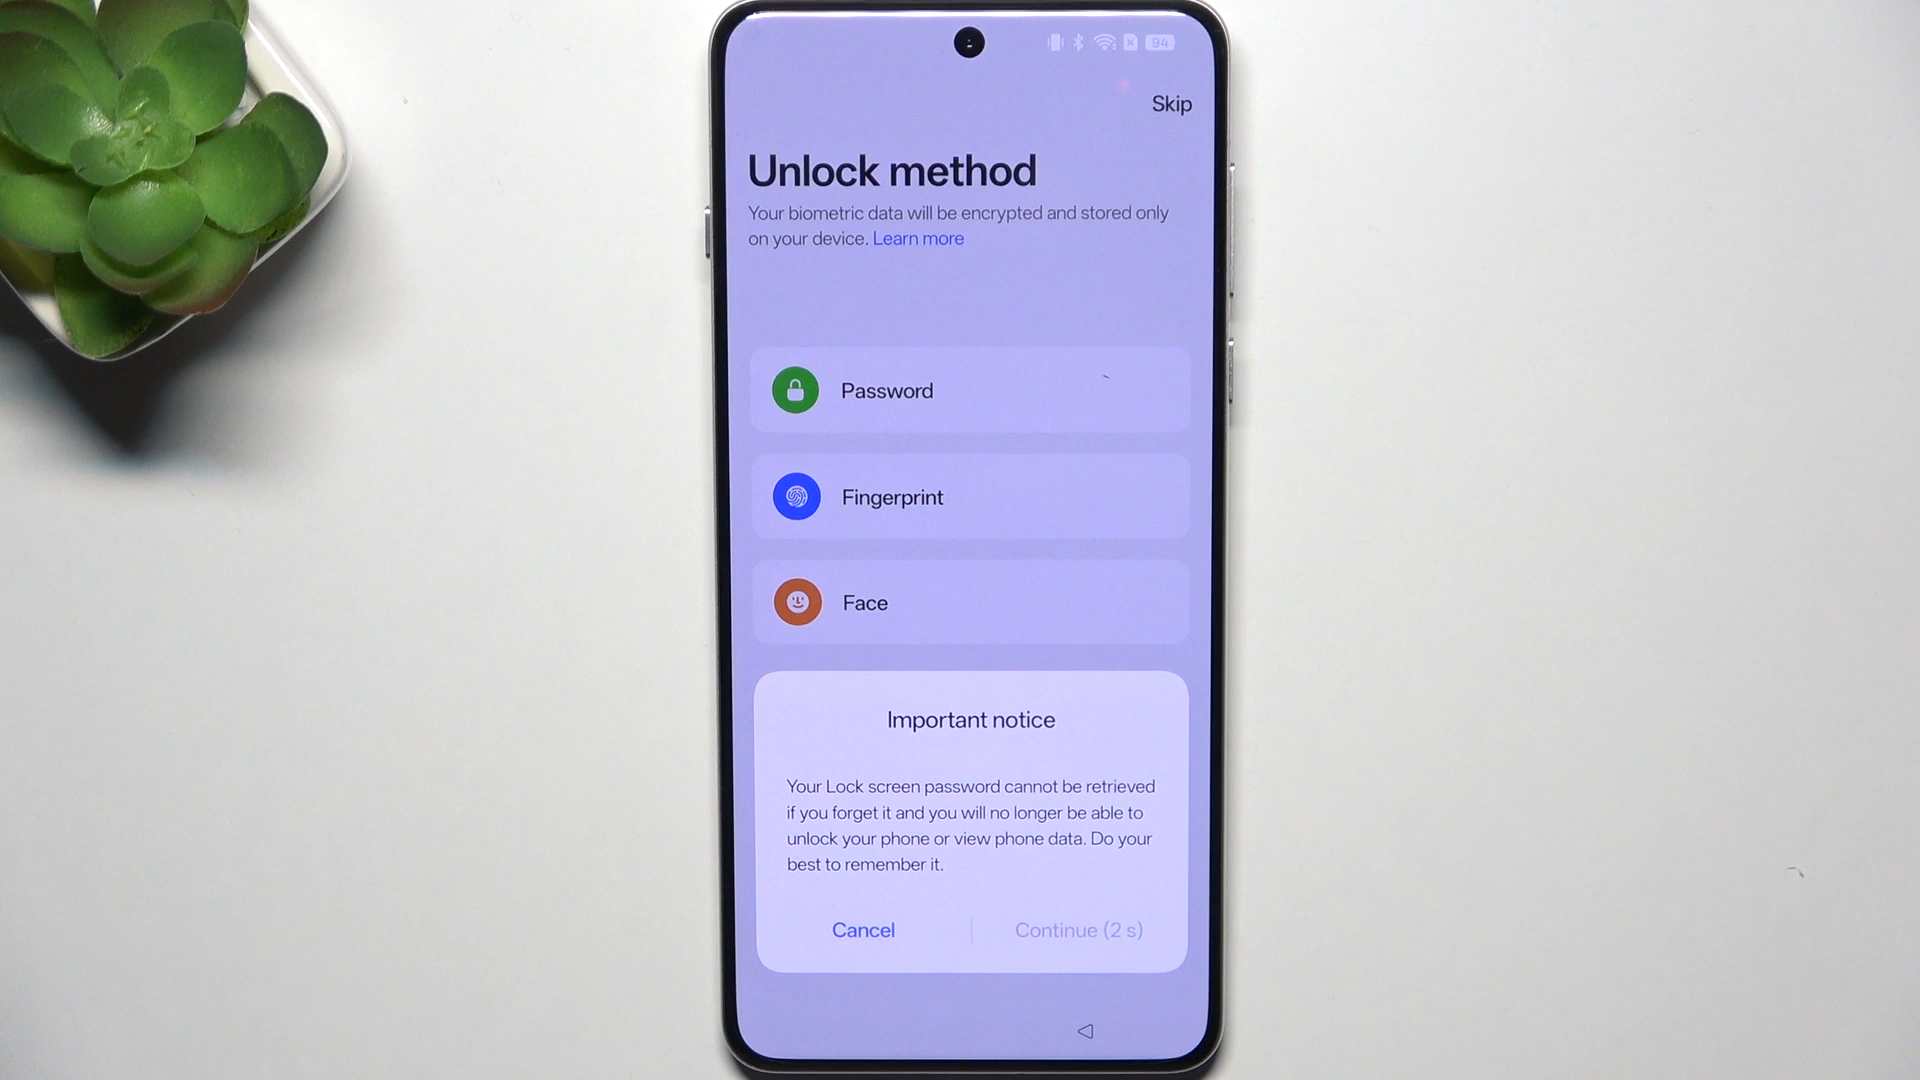 94
Skip
Unlock method
Your biometric data will be encrypted and stored only
on your device. Learn more
Password
Fingerprint
Face
Important notice
Your Lock screen password cannot be retrieved
if you forget it and you will no longer be able to
unlock your phone or view phone data. Do your
best to remember it.
Cancel
Continue (2 s)